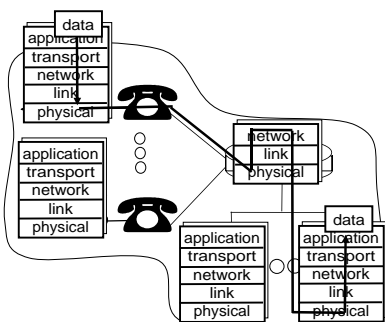 data
application
transport
network
link
physical
application
transport
network
link
physical
network
link
physical
application
transport
network
link
physical
data
application
transport
network
link
physical